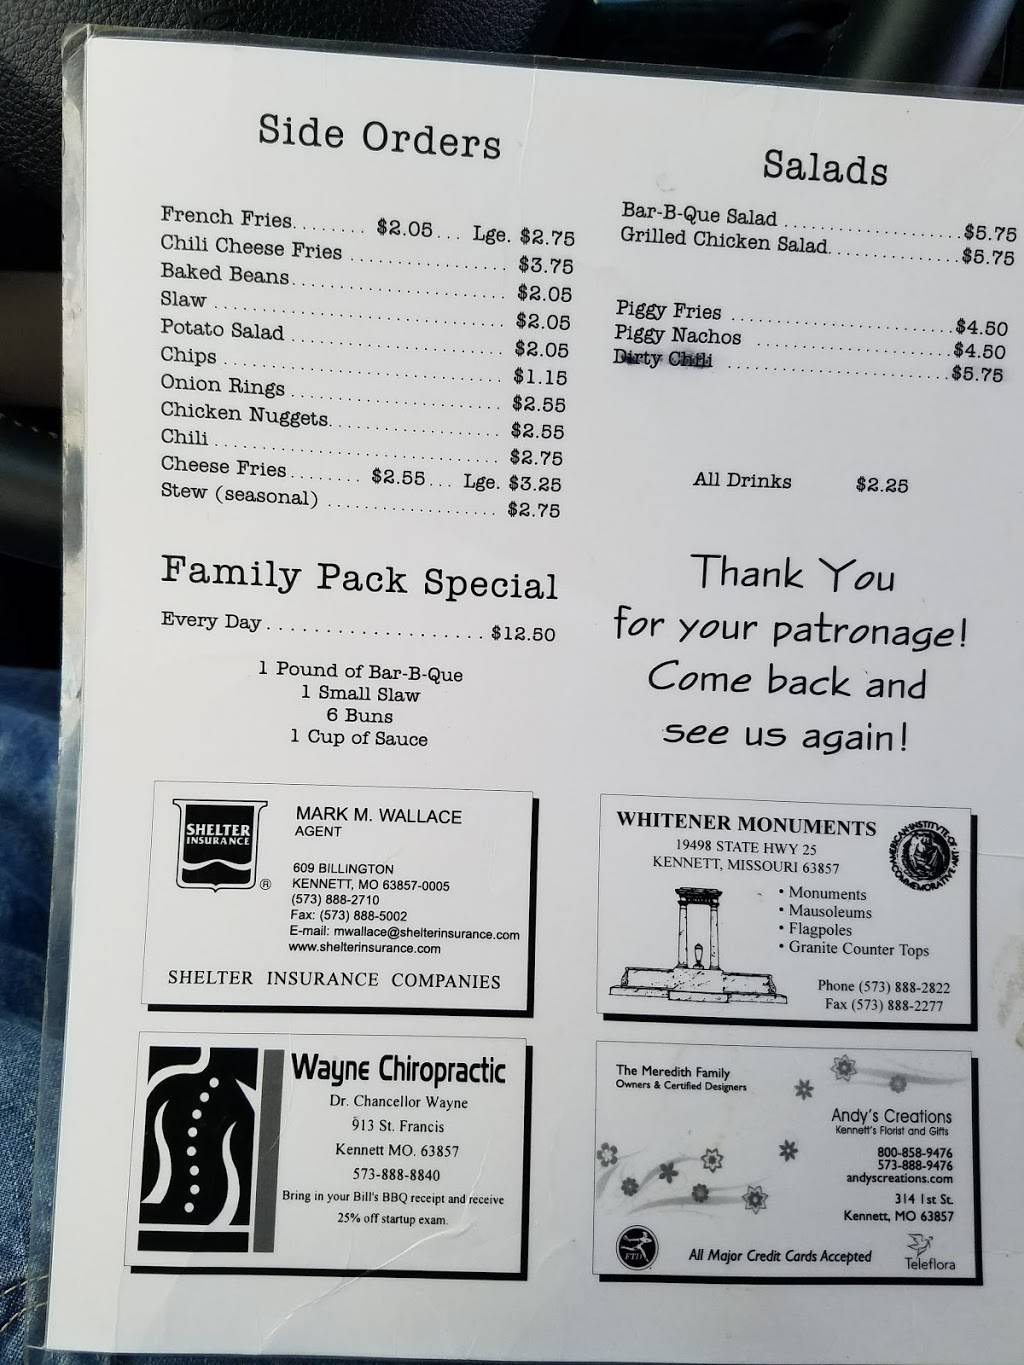 Side Orders
French Fries........ $2.05... Lge. $2.75
Chili Cheese Fries ................ $3.75
Baked Beans...................... $2.05
Slaw ............................. $2.05
Potato Salad ..................... $2.05
Chips ............................ $1.15
Onion Rings ...................... $2.55
Chicken Nuggets................. $2.55
Chili ............................ $2.75
Cheese Fries........ $2.55... Lge. $3.25
Stew (seasonal) ................. $2.75
Family Pack Special
Every Day................... $12.50
1 Pound of Bar-B-Que
1 Small Slaw
6 Buns
1 Cup of Sauce
Salads
Bar-B-Que Salad ..................$5.75
Grilled Chicken Salad.............$5.75
Piggy Fries .......................$4.50
Piggy Nachos ....................$4.50
Dirty Chili .......................$5.75
All Drinks $2.25
Thank You
for your patronage!
Come back and
see us again!
SHELTER
INSURANCE
®
MARK M. WALLACE
AGENT
609 BILLINGTON
KENNETT, MO 63857-0005
(573) 888-2710
Fax: (573) 888-5002
E-mail: mwallace@shelterinsurance.com
www.shelterinsurance.com
SHELTER INSURANCE COMPANIES
WHITENER MONUMENTS
19498 STATE HWY 25
KENNETT, MISSOURI 63857
AMERICAN INSTITUTE OF COMMEMORATIVE ART
• Monuments
• Mausoleums
• Flagpoles
• Granite Counter Tops
Phone (573) 888-2822
Fax (573) 888-2277
Wayne Chiropractic
Dr. Chancellor Wayne
913 St. Francis
Kennett MO. 63857
573-888-8840
Bring in your Bill's BBQ receipt and receive
25% off startup exam.
The Meredith Family
Owners & Certified Designers
Andy's Creations
Kennett's Florist and Gifts
800-858-9476
573-888-9476
andyscreations.com
314 1st St.
Kennett, MO 63857
FTD
All Major Credit Cards Accepted
Teleflora